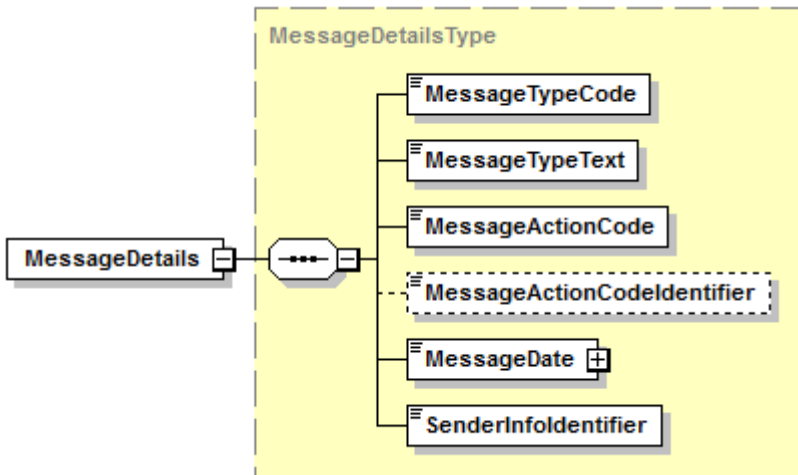 MessageDetailsType
MessageTypeCode
MessageTypeText
MessageActionCode
MessageDetails
MessageActionCodeIdentifier
MessageDate
SenderInfoIdentifier